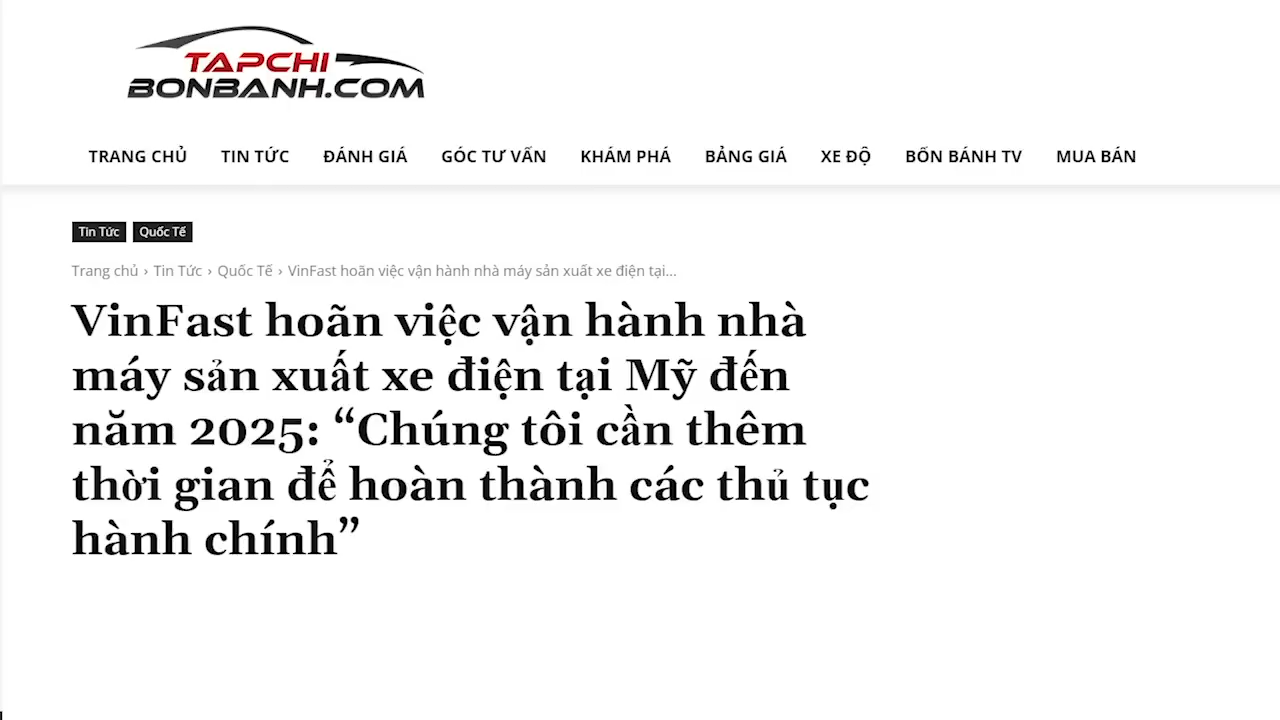 TAPCHI
BONBANH.COM
TRANG CHỦ TIN TỨC ĐÁNH GIÁ GÓC TƯ VẤN KHÁM PHÁ BẢNG GIÁ XE ĐỘ BỐN BÁNH TV MUA BÁN
Tin Tức Quốc Tế
Trang chủ › Tin Tức › Quốc Tế › VinFast hoãn việc vận hành nhà máy sản xuất xe điện tại...
VinFast hoãn việc vận hành nhà
máy sản xuất xe điện tại Mỹ đến
năm 2025: “Chúng tôi cần thêm
thời gian để hoàn thành các thủ tục
hành chính”